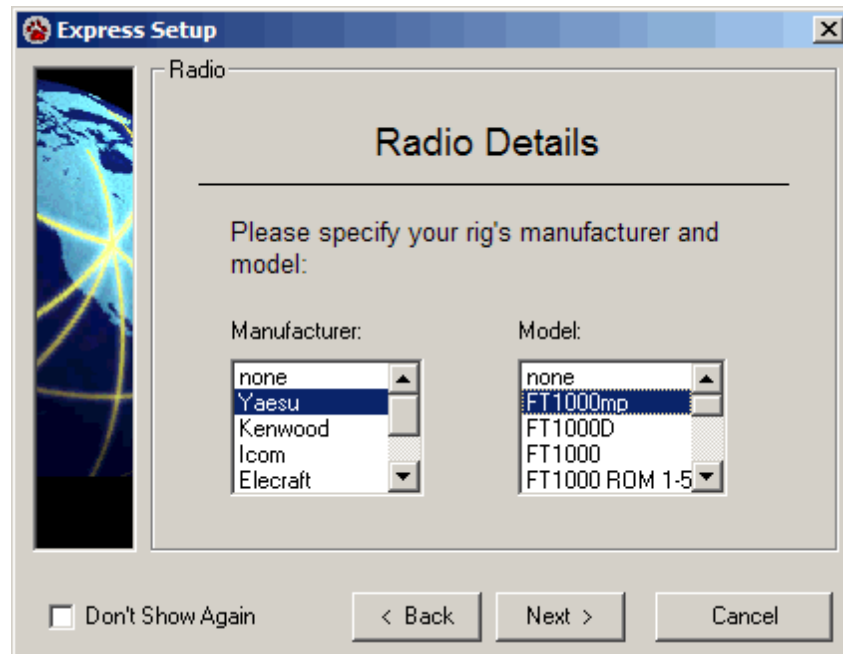 Express Setup
Radio
Radio Details
Please specify your rig's manufacturer and
model:
Manufacturer:
none
Yaesu
Kenwood
Icom
Elecraft
Model:
none
FT1000mp
FT1000D
FT1000
FT1000 ROM 1-5
Don't Show Again
< Back
Next >
Cancel